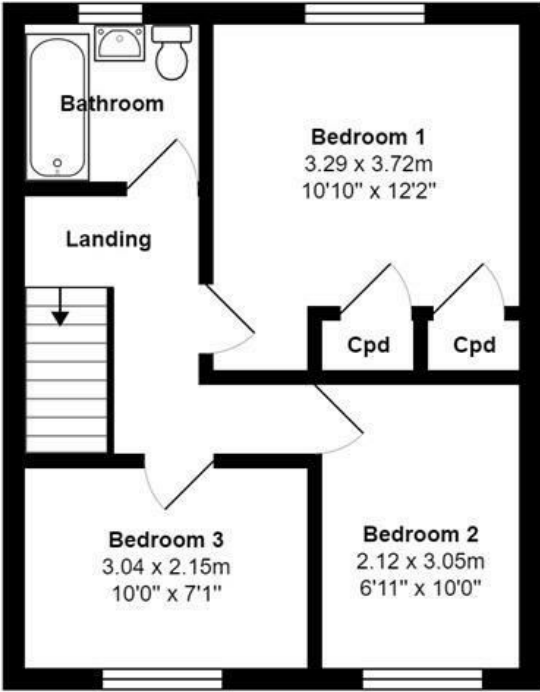 Bathroom
Bedroom 1
3.29 x 3.72m
10'10" x 12'2"
Landing
Cpd
Cpd
Bedroom 3
3.04 x 2.15m
10'0" x 7'1"
Bedroom 2
2.12 x 3.05m
6'11" x 10'0"